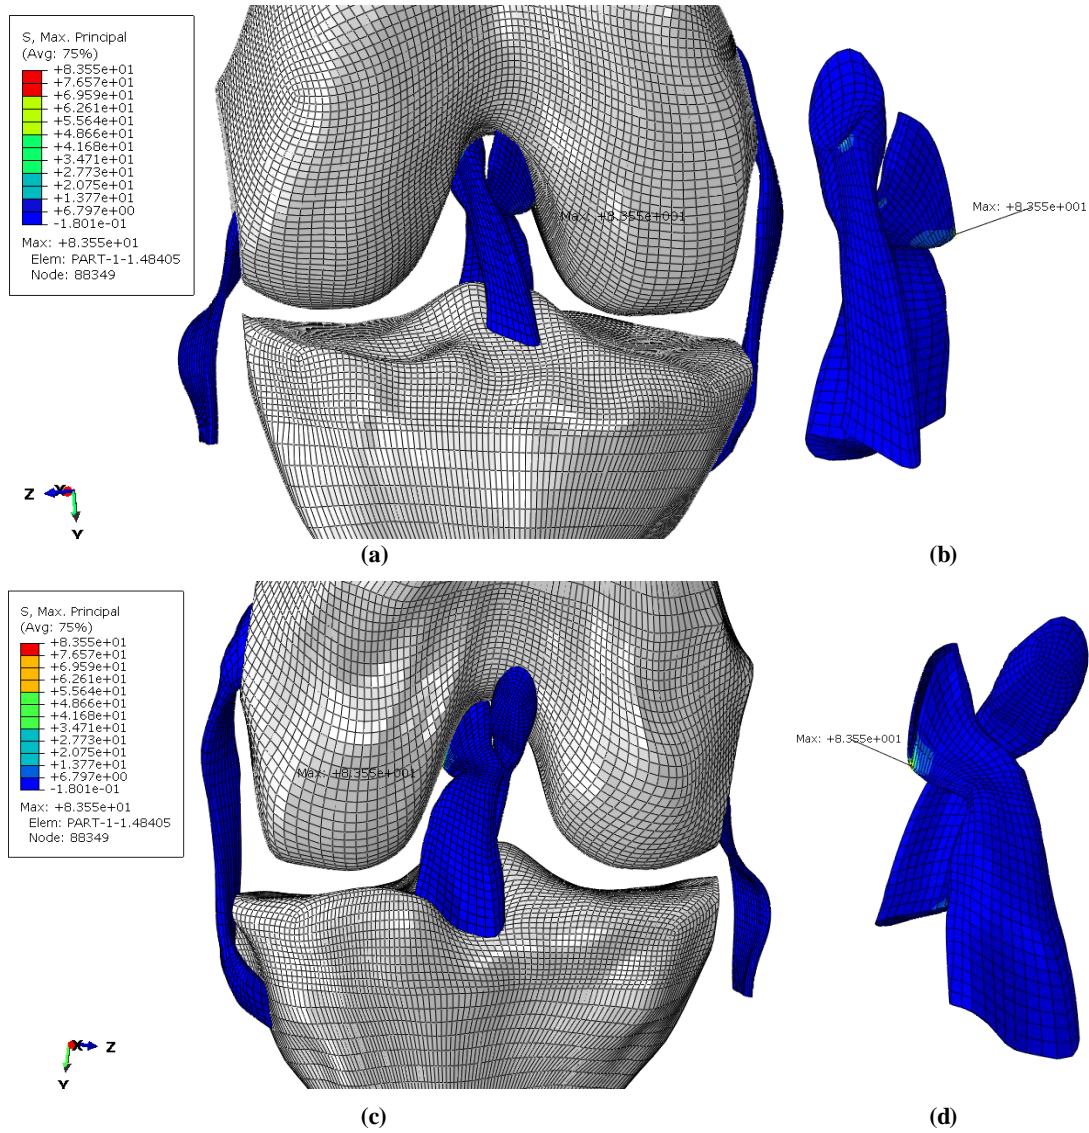 S, Max. Principal
(Avg: 75%)
+8.355e+01
+7.657e+01
+6.959e+01
+6.261e+01
+5.564e+01
+4.866e+01
+4.168e+01
+3.471e+01
+2.773e+01
+2.075e+01
+1.377e+01
+6.797e+00
-1.801e-01
Max: +8.355e+01
Elem: PART-1-1.48405
Node: 88349
Max: +8.355e+001
Max: +8.355e+001
Z
X
Y
(a)
(b)
S, Max. Principal
(Avg: 75%)
+8.355e+01
+7.657e+01
+6.959e+01
+6.261e+01
+5.564e+01
+4.866e+01
+4.168e+01
+3.471e+01
+2.773e+01
+2.075e+01
+1.377e+01
+6.797e+00
-1.801e-01
Max: +8.355e+01
Elem: PART-1-1.48405
Node: 88349
Max: +8.355e+001
Max: +8.355e+001
X
Z
Y
(c)
(d)